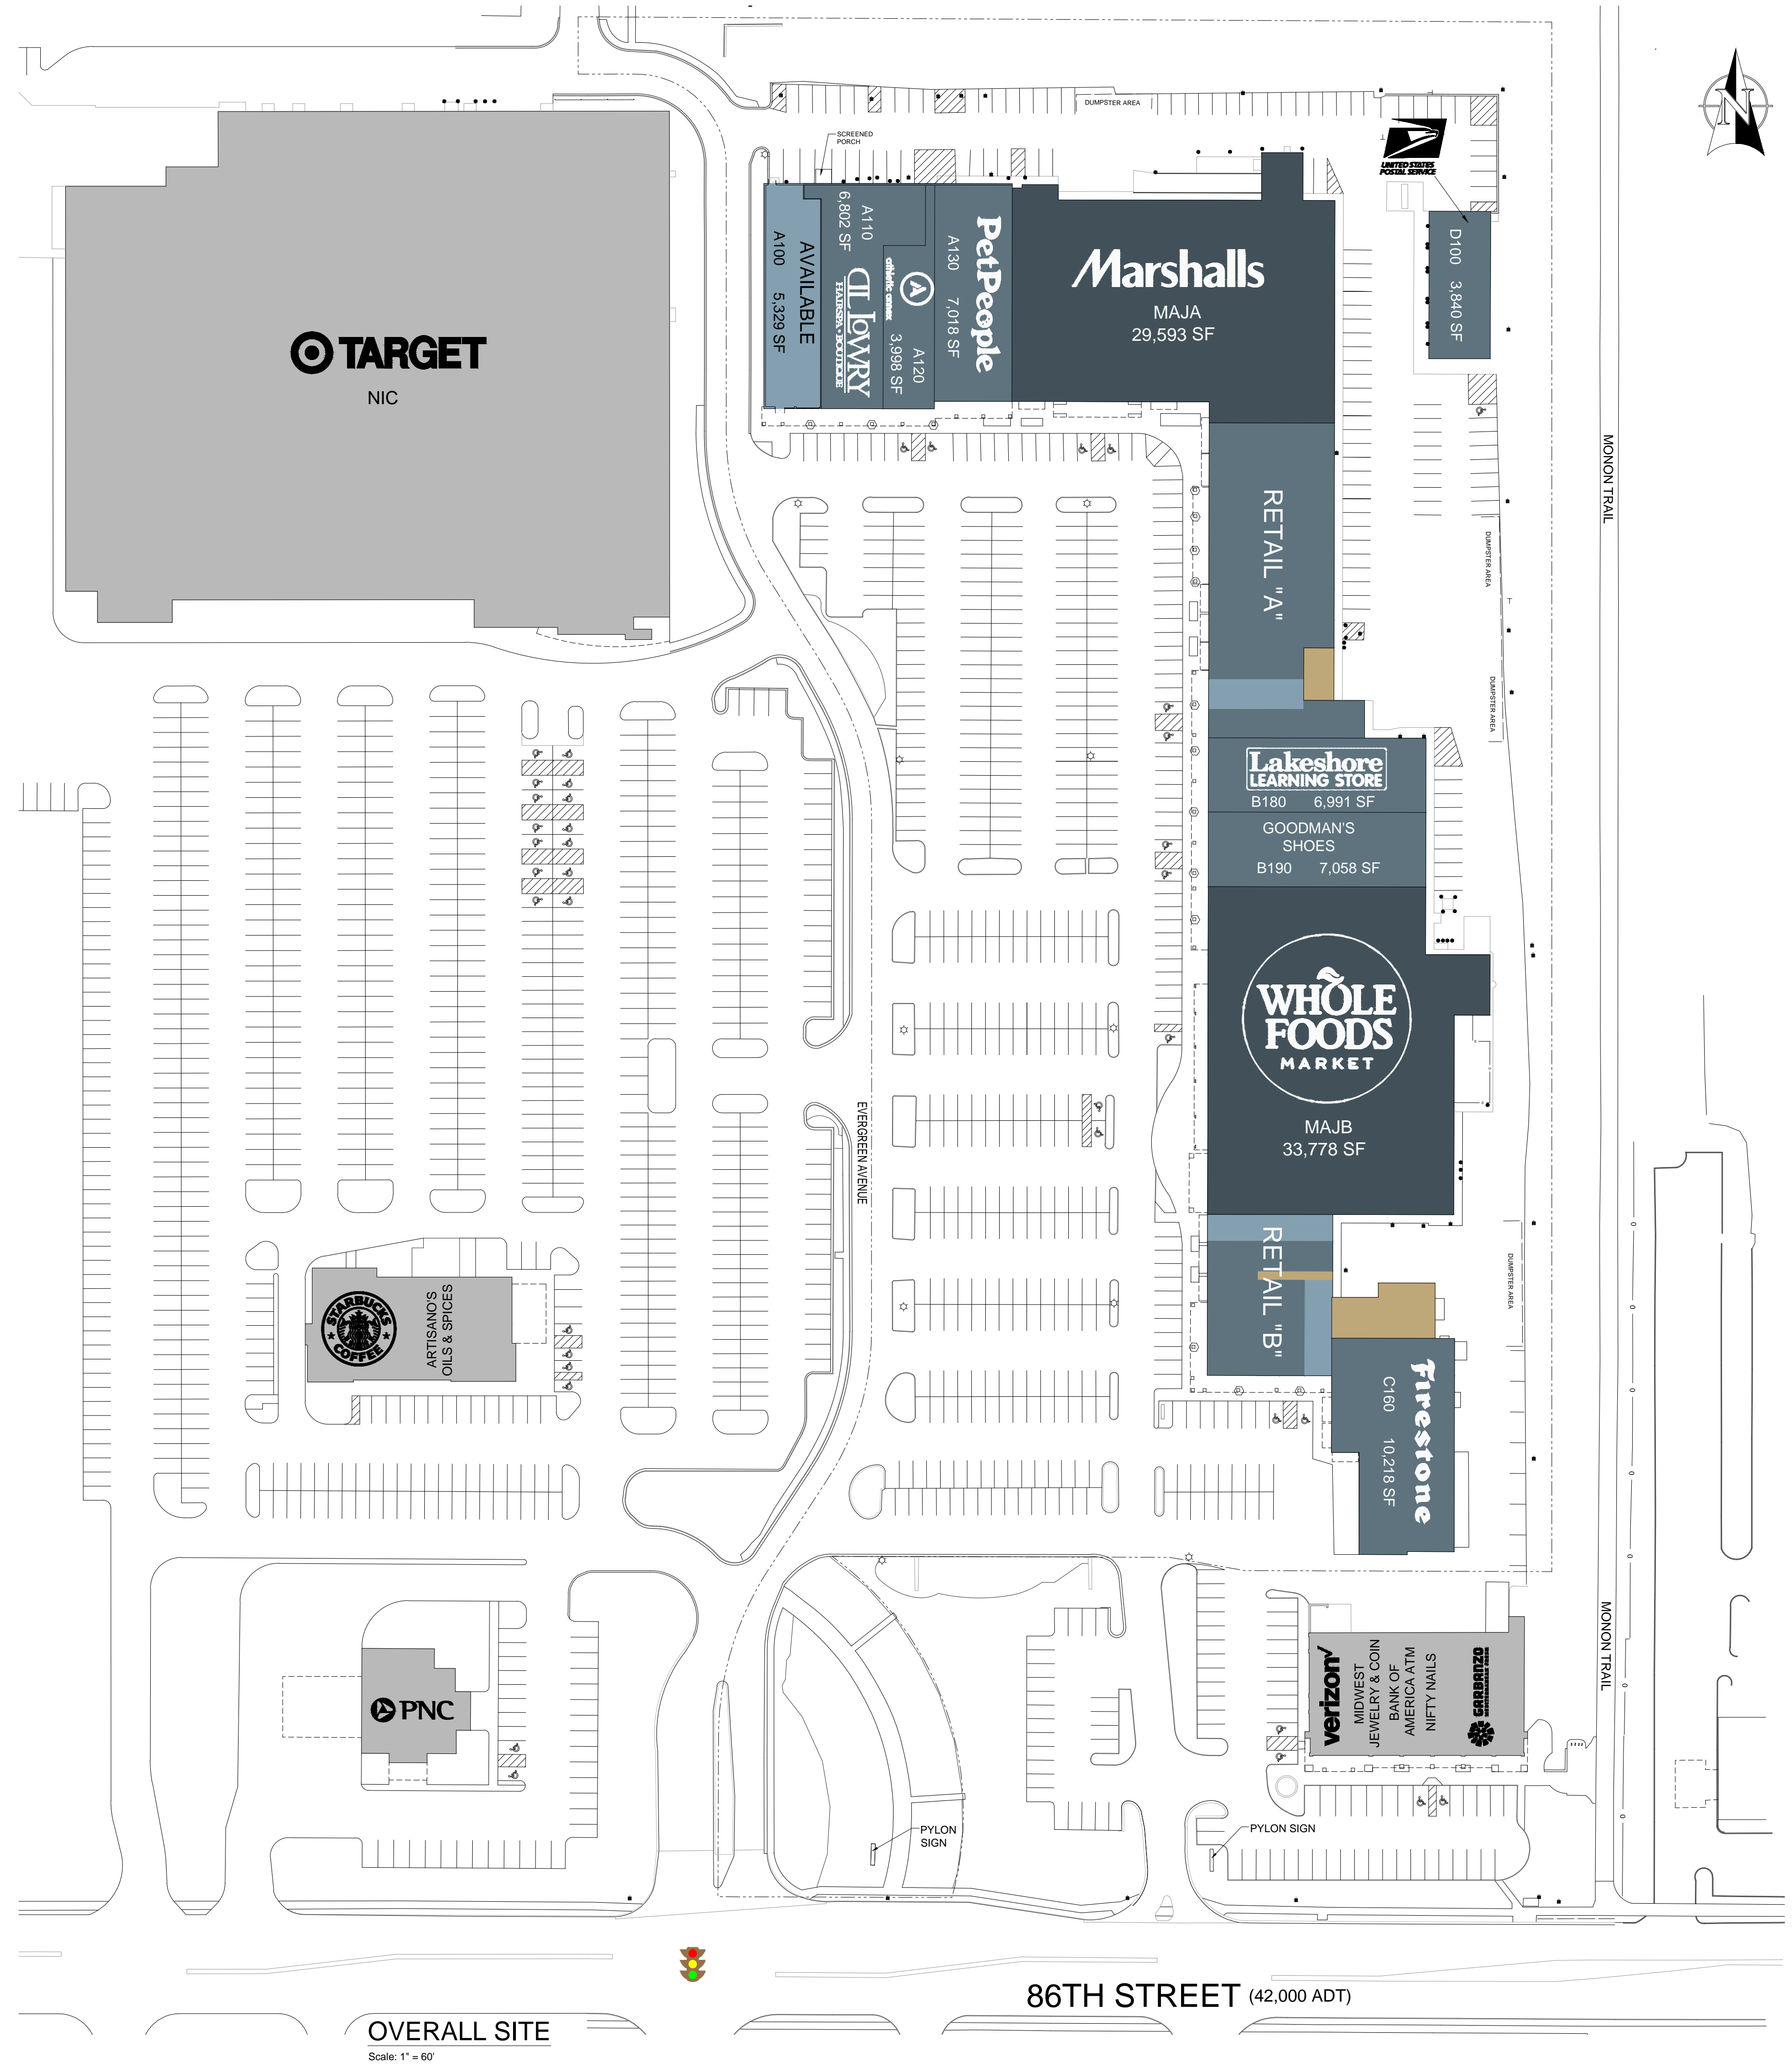 DUMPSTER AREA
N
SCREENED
PORCH
UNITED STATES
POSTAL SERVICE
D100 3,840 SF
TARGET
NIC
AVAILABLE
A100 5,329 SF
A110
6,802 SF
DL LOWRY
HAIRSPA • BOUTIQUE
athletic annex
A120
3,998 SF
PetPeople
A130 7,018 SF
Marshalls
MAJA
29,593 SF
MONON TRAIL
RETAIL "A"
DUMPSTER AREA
DUMPSTER AREA
Lakeshore
LEARNING STORE
B180 6,991 SF
GOODMAN'S
SHOES
B190 7,058 SF
WHOLE
FOODS
MARKET
MAJB
33,778 SF
EVERGREEN AVENUE
RETAIL "B"
DUMPSTER AREA
STARBUCKS
COFFEE
ARTISANO'S
OILS & SPICES
Firestone
C160 10,218 SF
MONON TRAIL
PNC
verizon
MIDWEST
JEWELRY & COIN
BANK OF
AMERICA ATM
NIFTY NAILS
GARBANZO
PYLON
SIGN
PYLON SIGN
86TH STREET (42,000 ADT)
OVERALL SITE
Scale: 1" = 60'